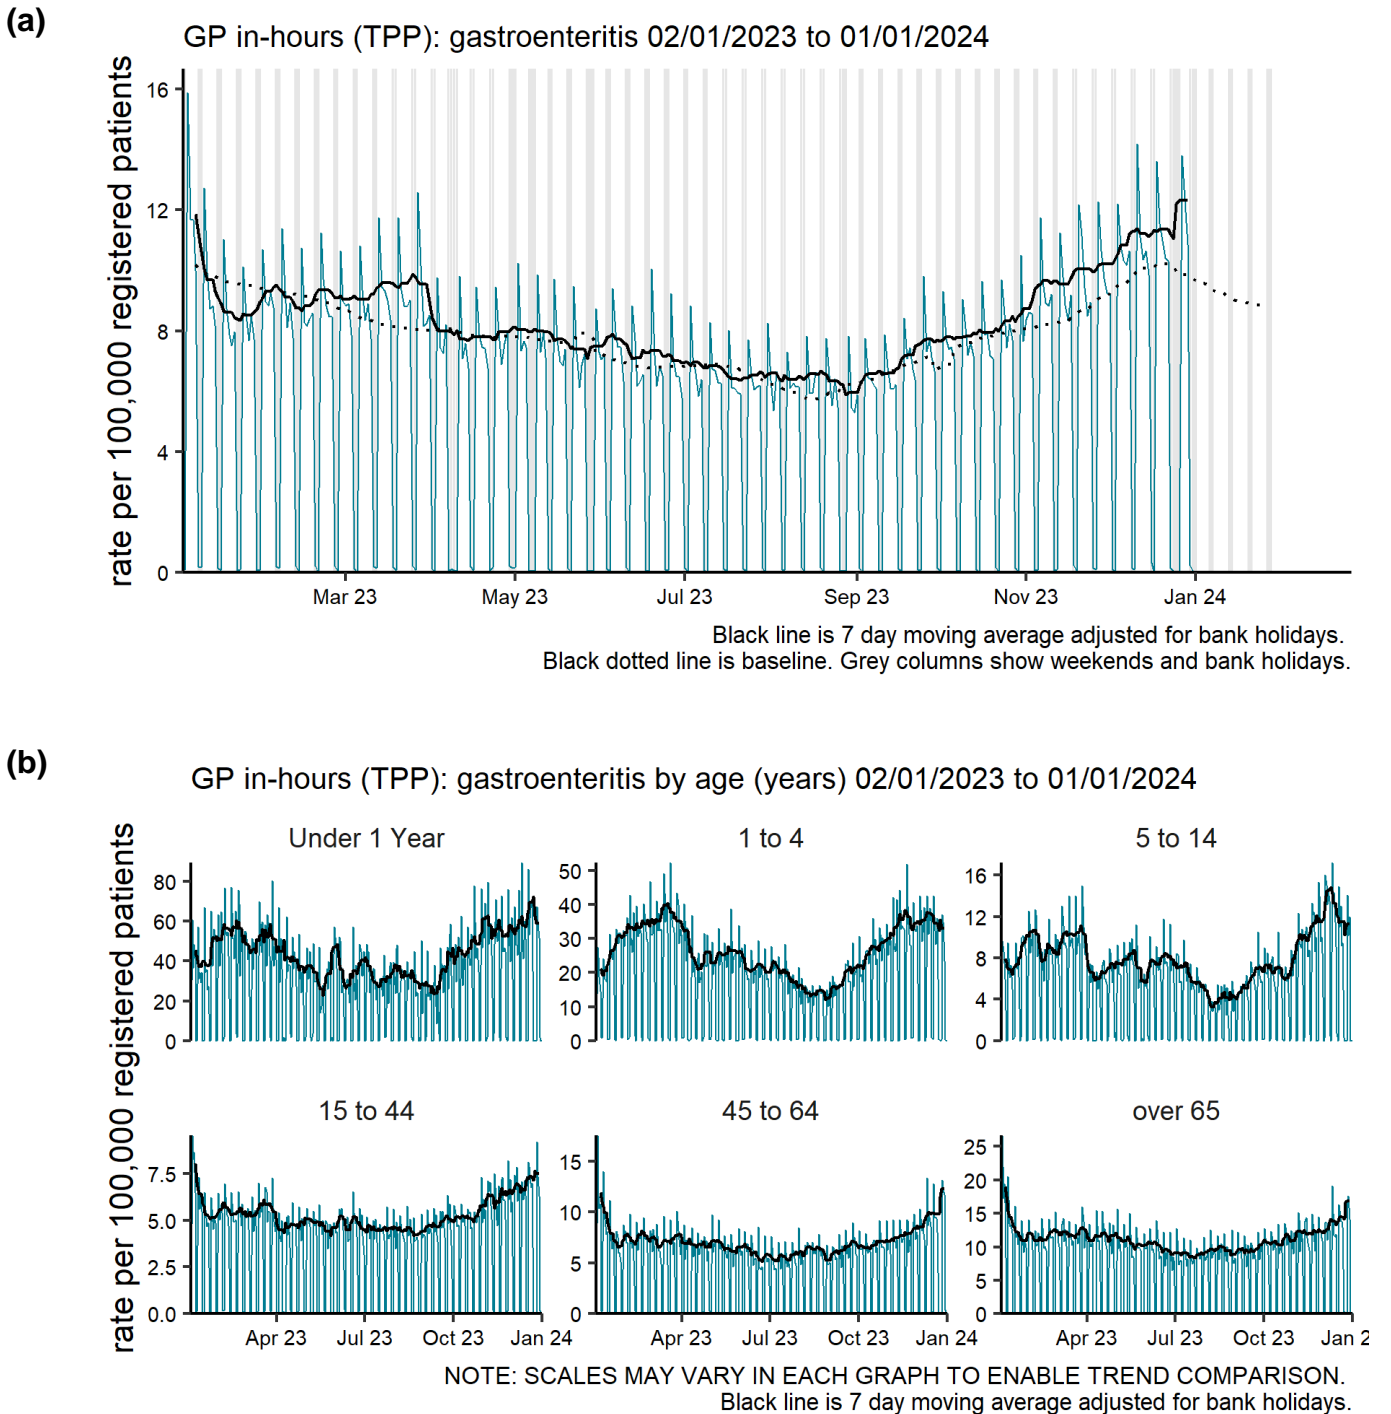 (a)
GP in-hours (TPP): gastroenteritis 02/01/2023 to 01/01/2024
rate per 100,000 registered patients
16
12
8
4
0
Mar 23 May 23 Jul 23 Sep 23 Nov 23 Jan 24
Black line is 7 day moving average adjusted for bank holidays.
Black dotted line is baseline. Grey columns show weekends and bank holidays.
(b)
GP in-hours (TPP): gastroenteritis by age (years) 02/01/2023 to 01/01/2024
rate per 100,000 registered patients
Under 1 Year
80
60
40
20
0
1 to 4
50
40
30
20
10
0
5 to 14
16
12
8
4
0
15 to 44
7.5
5.0
2.5
0.0
Apr 23 Jul 23 Oct 23 Jan 24
45 to 64
15
10
5
0
Apr 23 Jul 23 Oct 23 Jan 24
over 65
25
20
15
10
5
0
Apr 23 Jul 23 Oct 23 Jan 2
NOTE: SCALES MAY VARY IN EACH GRAPH TO ENABLE TREND COMPARISON.
Black line is 7 day moving average adjusted for bank holidays.